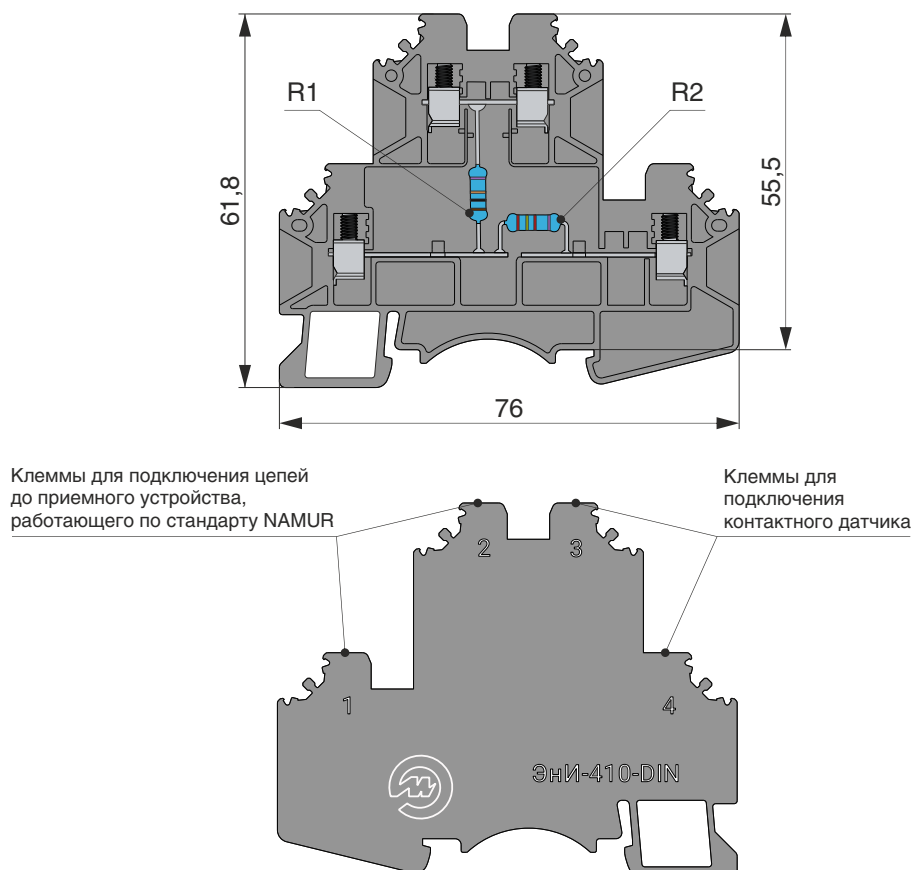 R1
R2
61,8
55,5
76
Клеммы для подключения цепей
до приемного устройства,
работающего по стандарту NAMUR
Клеммы для
подключения
контактного датчика
2
3
1
4
ЭнИ-410-DIN